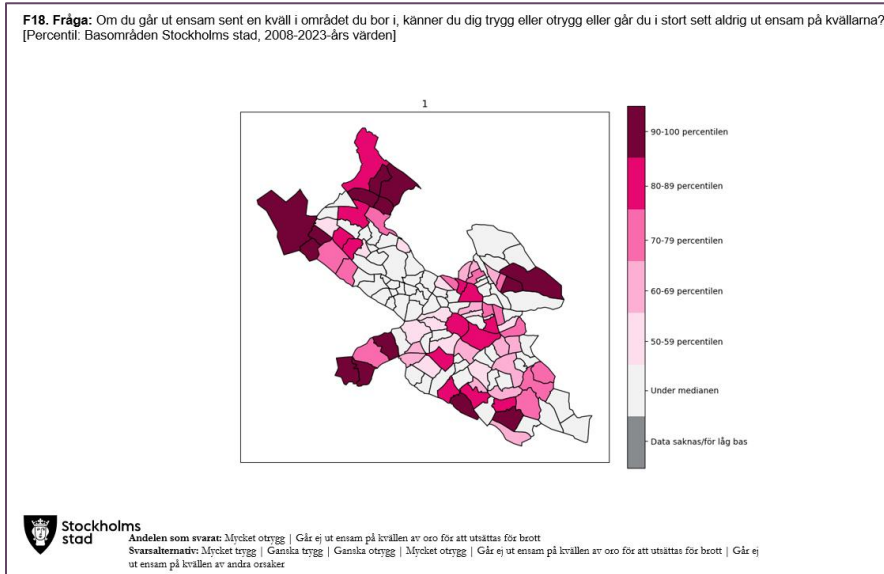 F18. Fråga: Om du går ut ensam sent en kväll i området du bor i, känner du dig trygg eller otrygg eller går du i stort sett aldrig ut ensam på kvällarna?
[Percentil: Basområden Stockholms stad, 2008-2023-års värden]
1
90-100 percentilen
80-89 percentilen
70-79 percentilen
60-69 percentilen
50-59 percentilen
Under medianen
Data saknas/för låg bas
Stockholms
stad
Andelen som svarat: Mycket otrygg | Går ej ut ensam på kvällen av oro för att utsättas för brott
Svarsalternativ: Mycket trygg | Ganska trygg | Ganska otrygg | Mycket otrygg | Går ej ut ensam på kvällen av oro för att utsättas för brott | Går ej
ut ensam på kvällen av andra orsaker